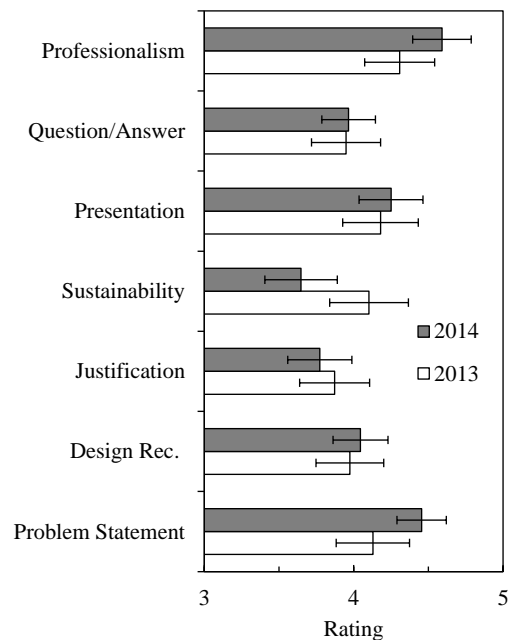 Professionalism
Question/Answer
Presentation
Sustainability
Justification
Design Rec.
Problem Statement
2014
2013
3 4 5
Rating